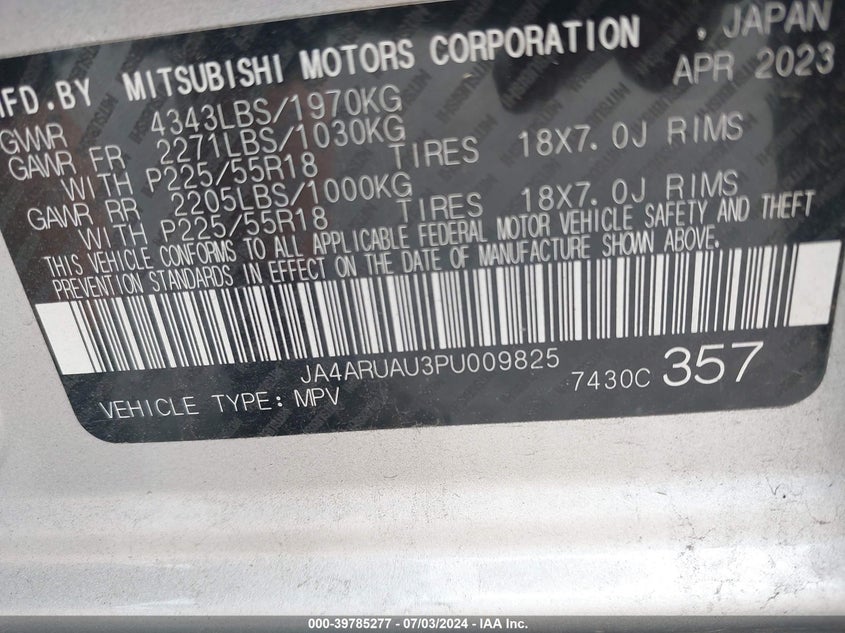 MFD.BY MITSUBISHI MOTORS CORPORATION . JAPAN
APR 2023
GVWR 4343LBS/1970KG
GAWR FR 2271LBS/1030KG
WITH P225/55R18 TIRES 18X7.0J RIMS
GAWR RR 2205LBS/1000KG
WITH P225/55R18 TIRES 18X7.0J RIMS
THIS VEHICLE CONFORMS TO ALL APPLICABLE FEDERAL MOTOR VEHICLE SAFETY AND THEFT
PREVENTION STANDARDS IN EFFECT ON THE DATE OF MANUFACTURE SHOWN ABOVE.
JA4ARUAU3PU009825
VEHICLE TYPE: MPV 7430C 357
000-39785277 - 07/03/2024 - IAA Inc.